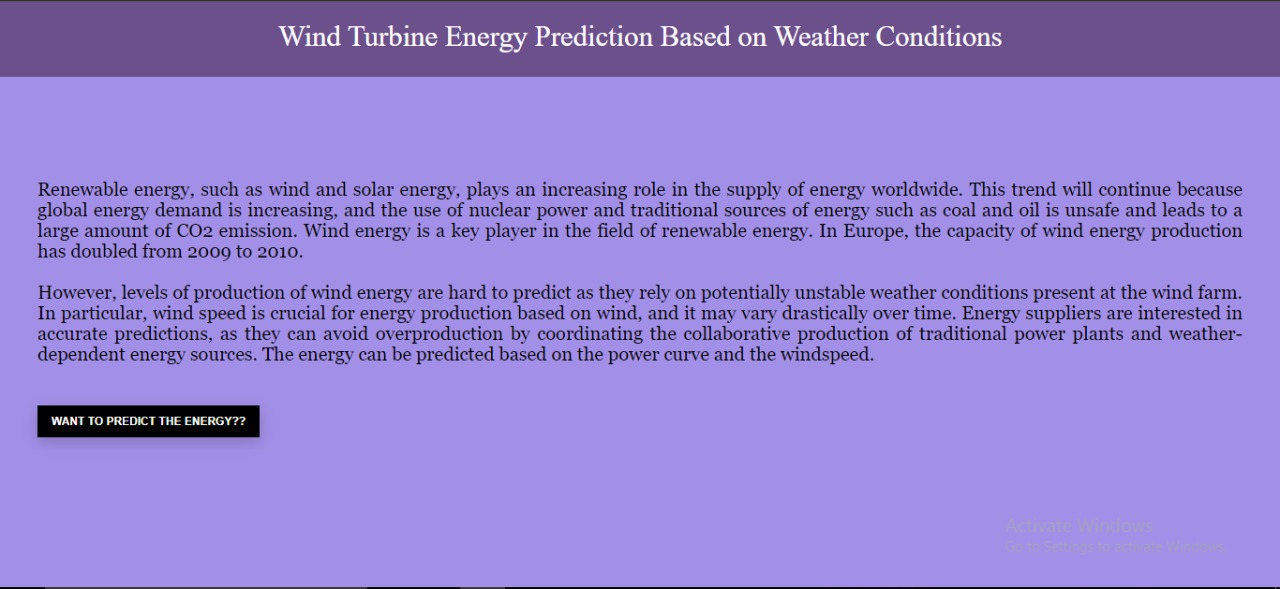 Wind Turbine Energy Prediction Based on Weather Conditions
Renewable energy, such as wind and solar energy, plays an increasing role in the supply of energy worldwide. This trend will continue because
global energy demand is increasing, and the use of nuclear power and traditional sources of energy such as coal and oil is unsafe and leads to a
large amount of CO2 emission. Wind energy is a key player in the field of renewable energy. In Europe, the capacity of wind energy production
has doubled from 2009 to 2010.
However, levels of production of wind energy are hard to predict as they rely on potentially unstable weather conditions present at the wind farm.
In particular, wind speed is crucial for energy production based on wind, and it may vary drastically over time. Energy suppliers are interested in
accurate predictions, as they can avoid overproduction by coordinating the collaborative production of traditional power plants and weather-
dependent energy sources. The energy can be predicted based on the power curve and the windspeed.
WANT TO PREDICT THE ENERGY??
Activate Windows
Go to Settings to activate Windows.